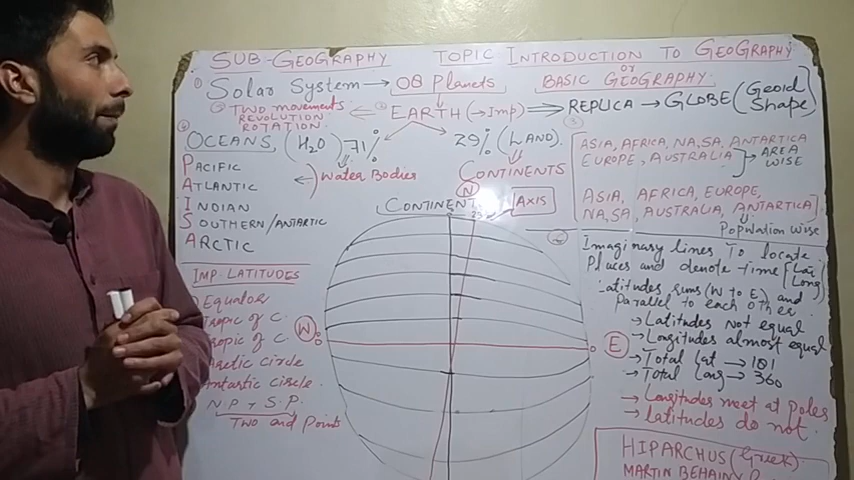 SUB-GEOGRAPHY TOPIC-INTRODUCTION TO GEOGRAPHY
or
BASIC GEOGRAPHY
① Solar System → 08 Planets
TWO movements
REVOLUTION
ROTATION
EARTH (→Imp) ⇒ REPLICA → GLOBE (Geoid Shape)
OCEANS, (H2O) 71% 29% (LAND)
Water Bodies
CONTINENTS
PACIFIC
ATLANTIC
INDIAN
SOUTHERN/ANTARTIC
ARCTIC
ASIA, AFRICA, NA, SA, ANTARTICA
EUROPE, AUSTRALIA
AREA WISE
ASIA, AFRICA, EUROPE,
NA, SA, AUSTRALIA, ANTARTICA
Population Wise
CONTINENT
N
AXIS
IMP LATITUDES
Equator
Tropic of C.
Tropic of C.
Arctic Circle
Antartic Circle
N.P + S.P.
Two end Points
W
0
0
E
Imaginary lines To locate
Places and denote time (Lat Long)
Latitudes runs (W to E) and
Parallel to each other
→ Latitudes Not equal
→ Longitudes almost equal
→ Total Lat → 181
→ Total Long → 360
→ Longitudes meet at poles
→ latitudes do not.
HIPARCHUS (Greek)
MARTIN BEHAIN